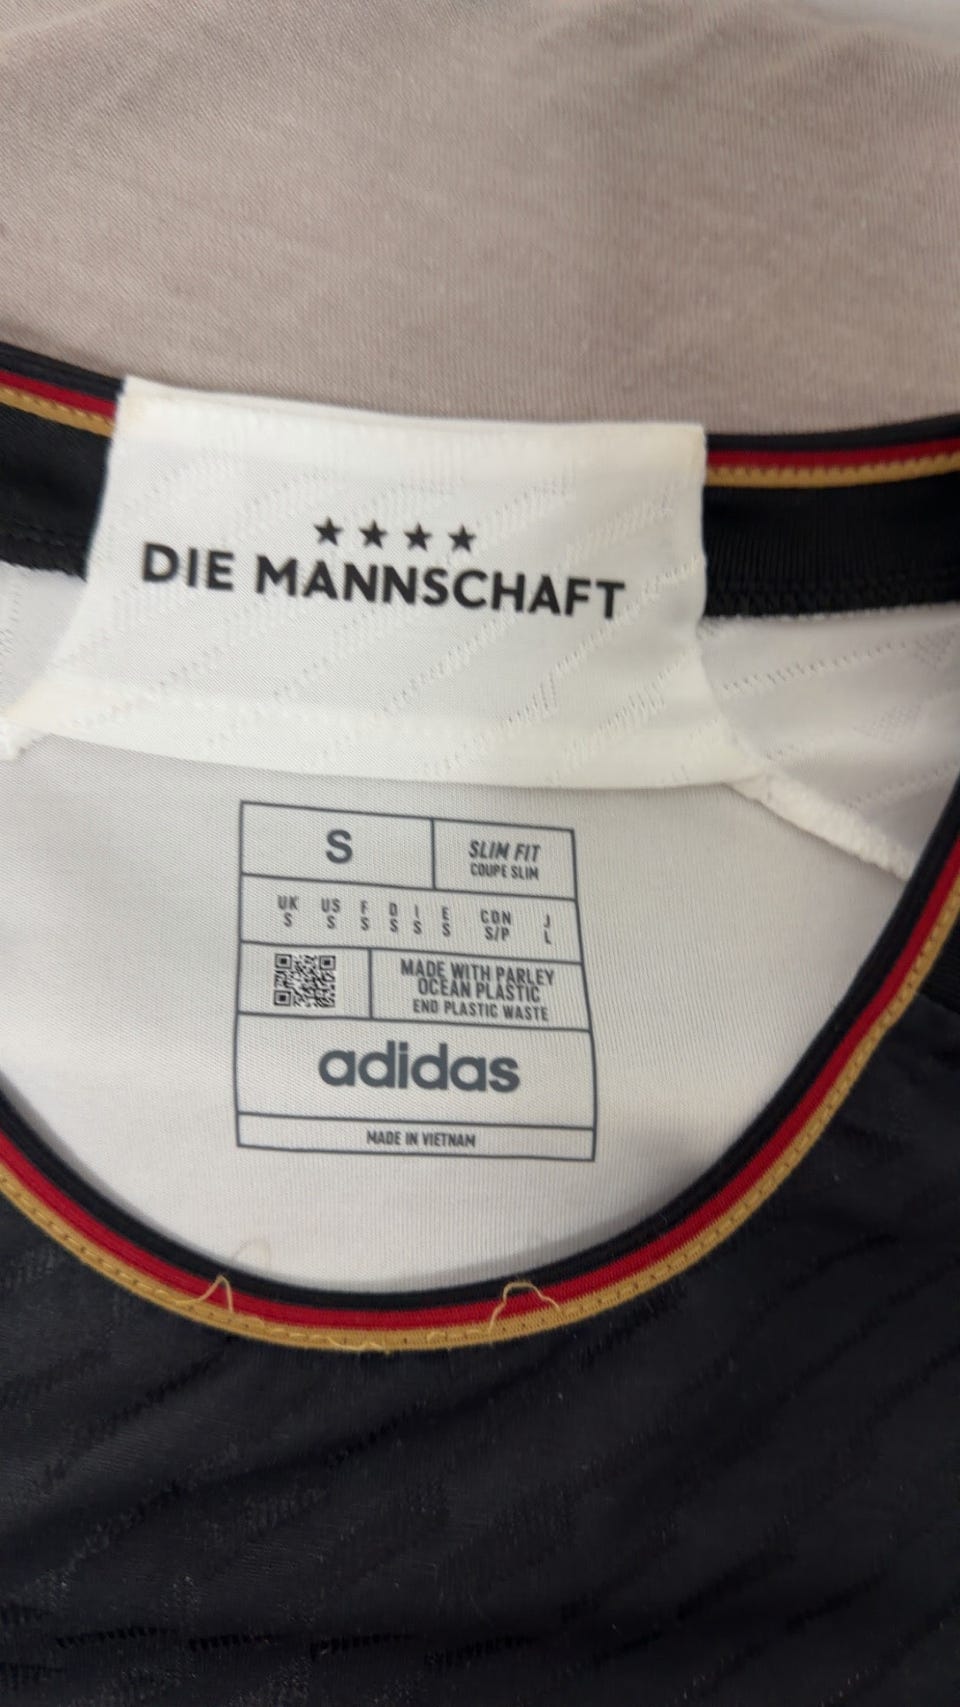 ★★★★
DIE MANNSCHAFT
S
SLIM FIT
COUPE SLIM
UK US F D I E CDN J
S S S S S S S/P L
MADE WITH PARLEY
OCEAN PLASTIC
END PLASTIC WASTE
adidas
MADE IN VIETNAM